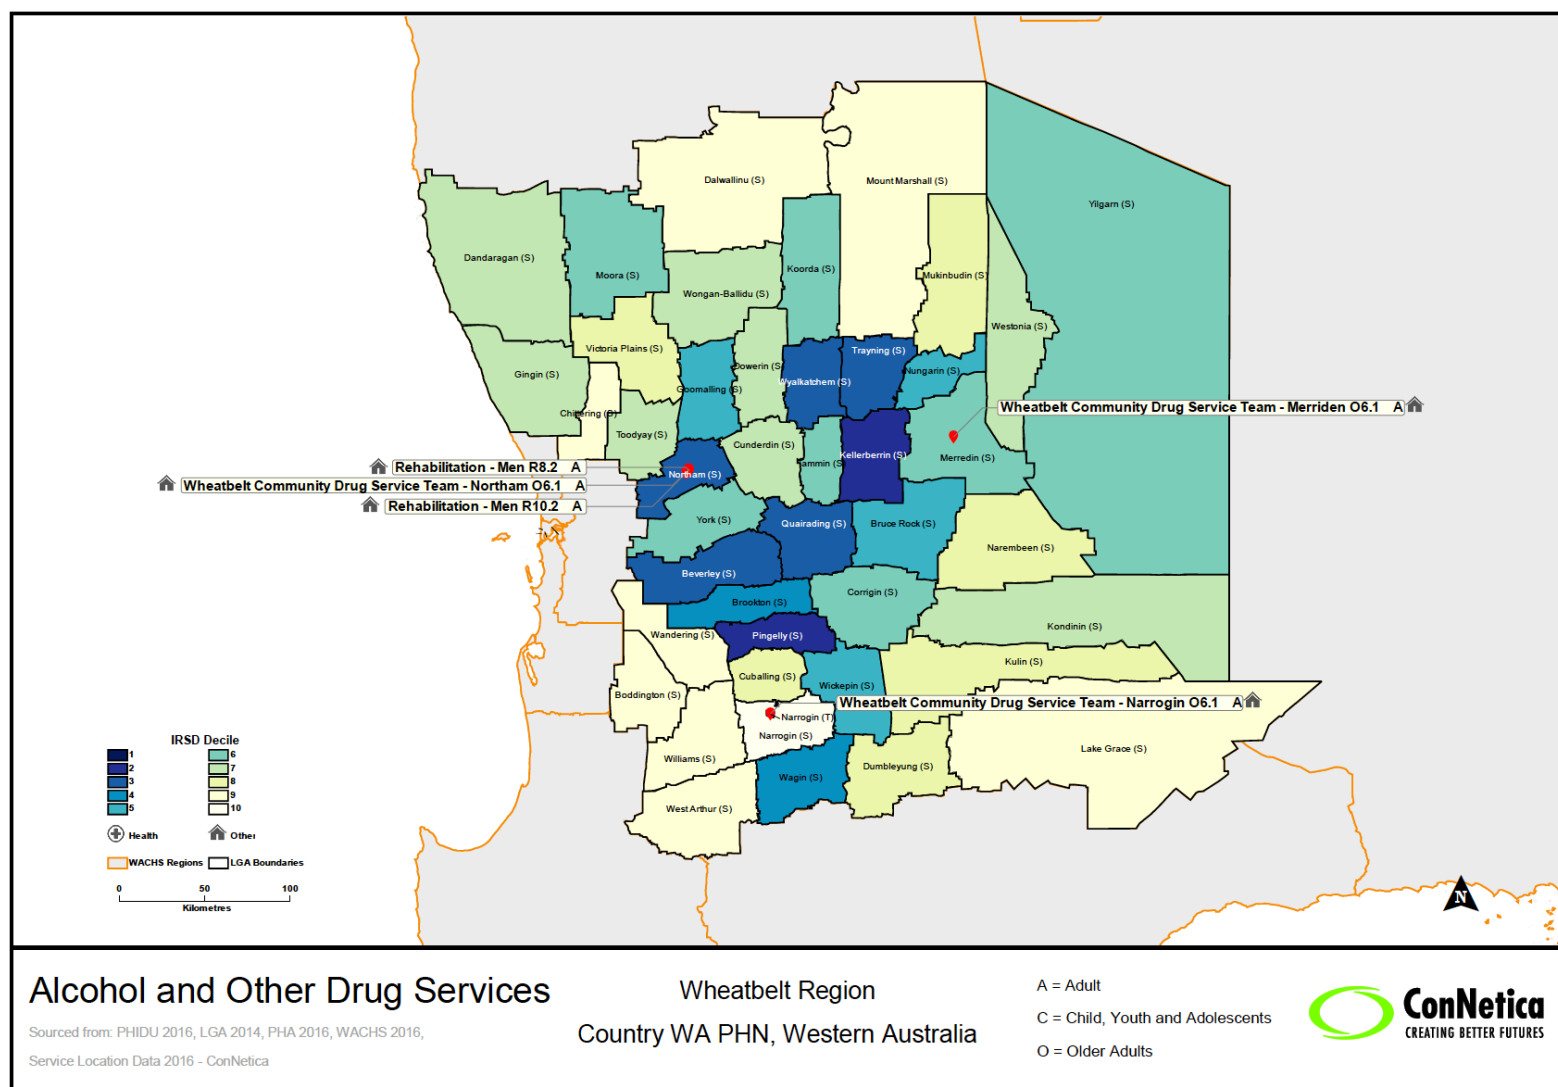 Dalwallinu (S)
Mount Marshall (S)
Yilgarn (S)
Dandaragan (S)
Moora (S)
Koorda (S)
Mukinbudin (S)
Wongan-Ballidu (S)
Westonia (S)
Victoria Plains (S)
Trayning (S)
Gingin (S)
Dowerin (S)
Nungarin (S)
Goomalling (S)
Wyalkatchem (S)
Chittering (S)
Wheatbelt Community Drug Service Team - Merriden O6.1 A
Toodyay (S)
Cunderdin (S)
Kellerberrin (S)
Merredin (S)
ammin (S)
Rehabilitation - Men R8.2 A
Northam (S)
Wheatbelt Community Drug Service Team - Northam O6.1 A
Rehabilitation - Men R10.2 A
York (S)
Quairading (S)
Bruce Rock (S)
Narembeen (S)
Beverley (S)
Corrigin (S)
Brookton (S)
Kondinin (S)
Wandering (S)
Pingelly (S)
Kulin (S)
Cuballing (S)
Wickepin (S)
Boddington (S)
Wheatbelt Community Drug Service Team - Narrogin O6.1 A
Narrogin (T)
Narrogin (S)
Lake Grace (S)
Williams (S)
Dumbleyung (S)
Wagin (S)
West Arthur (S)
IRSD Decile
1 6
2 7
3 8
4 9
5 10
Health Other
WACHS Regions LGA Boundaries
0 50 100
Kilometres
N
Alcohol and Other Drug Services
Sourced from: PHIDU 2016, LGA 2014, PHA 2016, WACHS 2016,
Service Location Data 2016 - ConNetica
Wheatbelt Region
Country WA PHN, Western Australia
A = Adult
C = Child, Youth and Adolescents
O = Older Adults
ConNetica
CREATING BETTER FUTURES